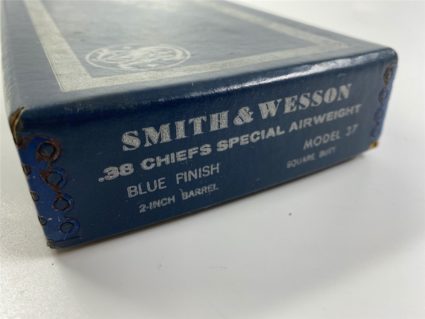 SMITH & WESSON
.38 CHIEFS SPECIAL AIRWEIGHT
BLUE FINISH MODEL 37
2-INCH BARREL SQUARE BUTT